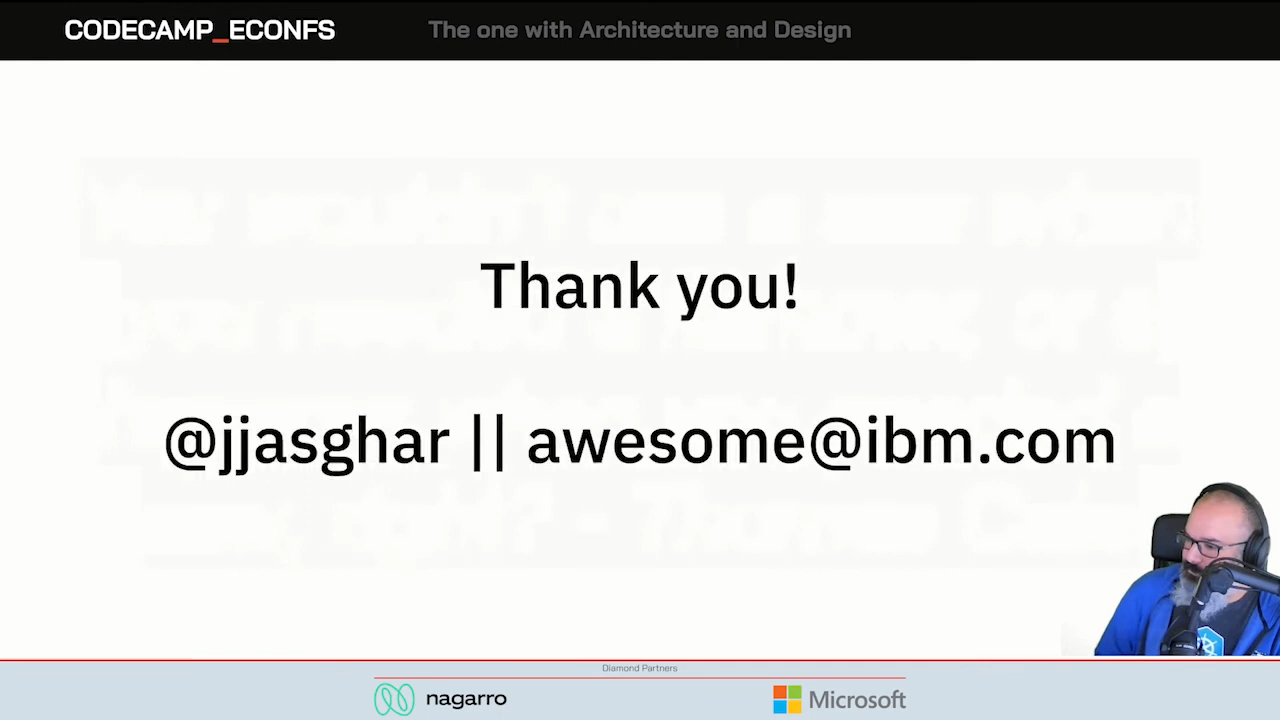 CODECAMP_ECONFS
The one with Architecture and Design
Thank you!
@jjasghar || awesome@ibm.com
Diamond Partners
nagarro
Microsoft